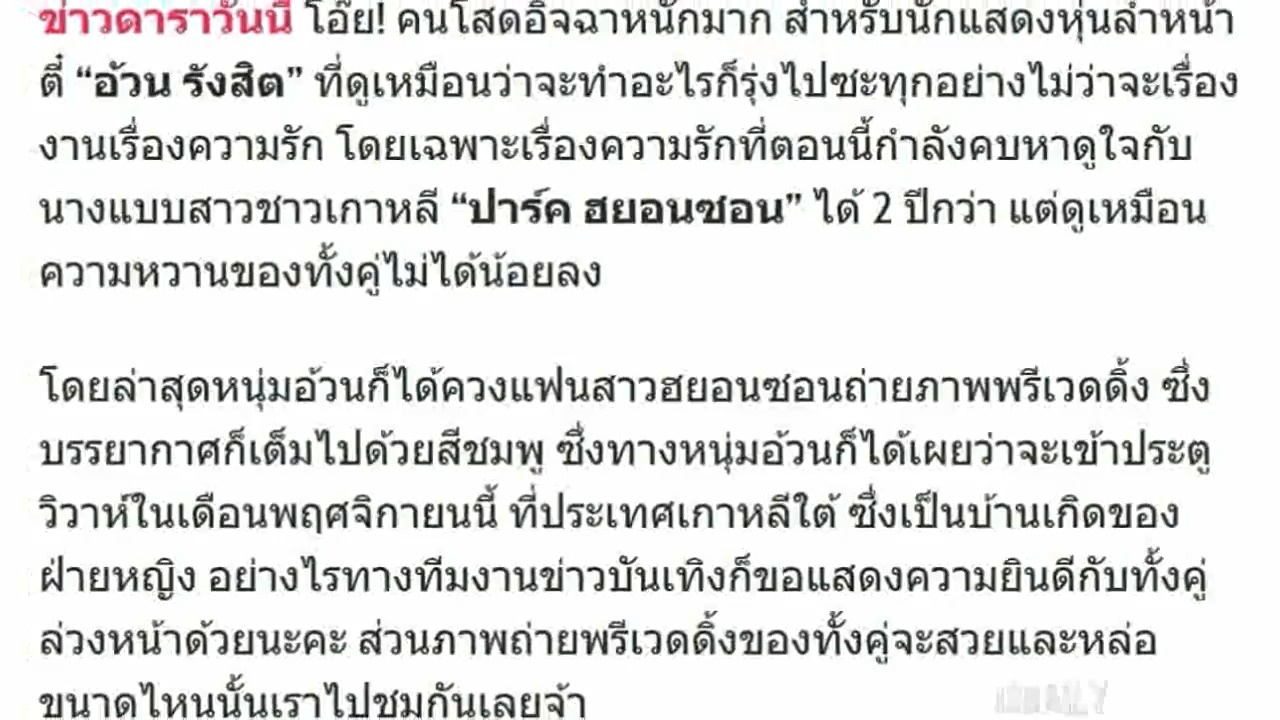 ข่าวดาราวันนี้ โอ๊ย! คนโสดอิจฉาหนักมาก สำหรับนักแสดงหุ่นล่ำหน้า
ตี๋ “อ้วน รังสิต” ที่ดูเหมือนว่าจะทำอะไรก็รุ่งไปซะทุกอย่างไม่ว่าจะเรื่อง
งานเรื่องความรัก โดยเฉพาะเรื่องความรักที่ตอนนี้กำลังคบหาดูใจกับ
นางแบบสาวชาวเกาหลี “ปาร์ค ฮยอนซอน” ได้ 2 ปีกว่า แต่ดูเหมือน
ความหวานของทั้งคู่ไม่ได้น้อยลง
โดยล่าสุดหนุ่มอ้วนก็ได้ควงแฟนสาวฮยอนซอนถ่ายภาพพรีเวดดิ้ง ซึ่ง
บรรยากาศก็เต็มไปด้วยสีชมพู ซึ่งทางหนุ่มอ้วนก็ได้เผยว่าจะเข้าประตู
วิวาห์ในเดือนพฤศจิกายนนี้ ที่ประเทศเกาหลีใต้ ซึ่งเป็นบ้านเกิดของ
ฝ่ายหญิง อย่างไรทางทีมงานข่าวบันเทิงก็ขอแสดงความยินดีกับทั้งคู่
ล่วงหน้าด้วยนะคะ ส่วนภาพถ่ายพรีเวดดิ้งของทั้งคู่จะสวยและหล่อ
ขนาดไหนนั้นเราไปชมกันเลยจ้า